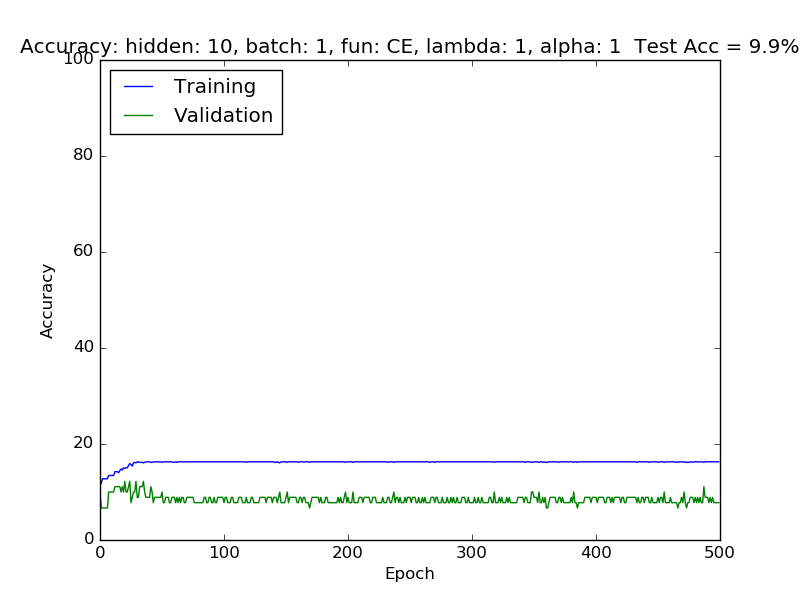 Accuracy: hidden: 10, batch: 1, fun: CE, lambda: 1, alpha: 1  Test Acc = 9.9%
100
Training
Validation
80
60
Accuracy
40
20
0
0 100 200 300 400 500
Epoch